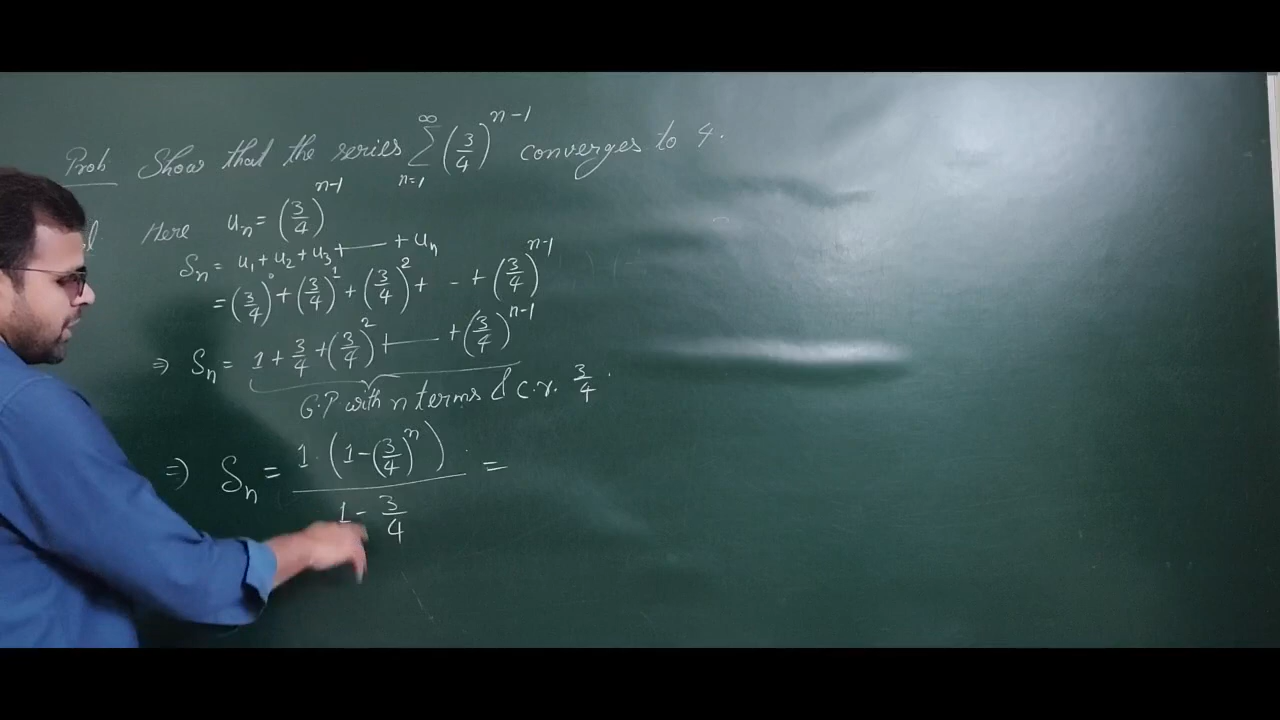 Prob Show that the series ∑_{n=1}^{∞} (3/4)^{n-1} converges to 4.
Here u_n = (3/4)^{n-1}
S_n = u_1 + u_2 + u_3 + —— + u_n
= (3/4)^0 + (3/4)^1 + (3/4)^2 + - - + (3/4)^{n-1}
⇒ S_n = 1 + 3/4 + (3/4)^2 + —— + (3/4)^{n-1}
G.P with n terms & c.r. 3/4.
⇒ S_n = 1·(1-(3/4)^n) / (1 - 3/4) =